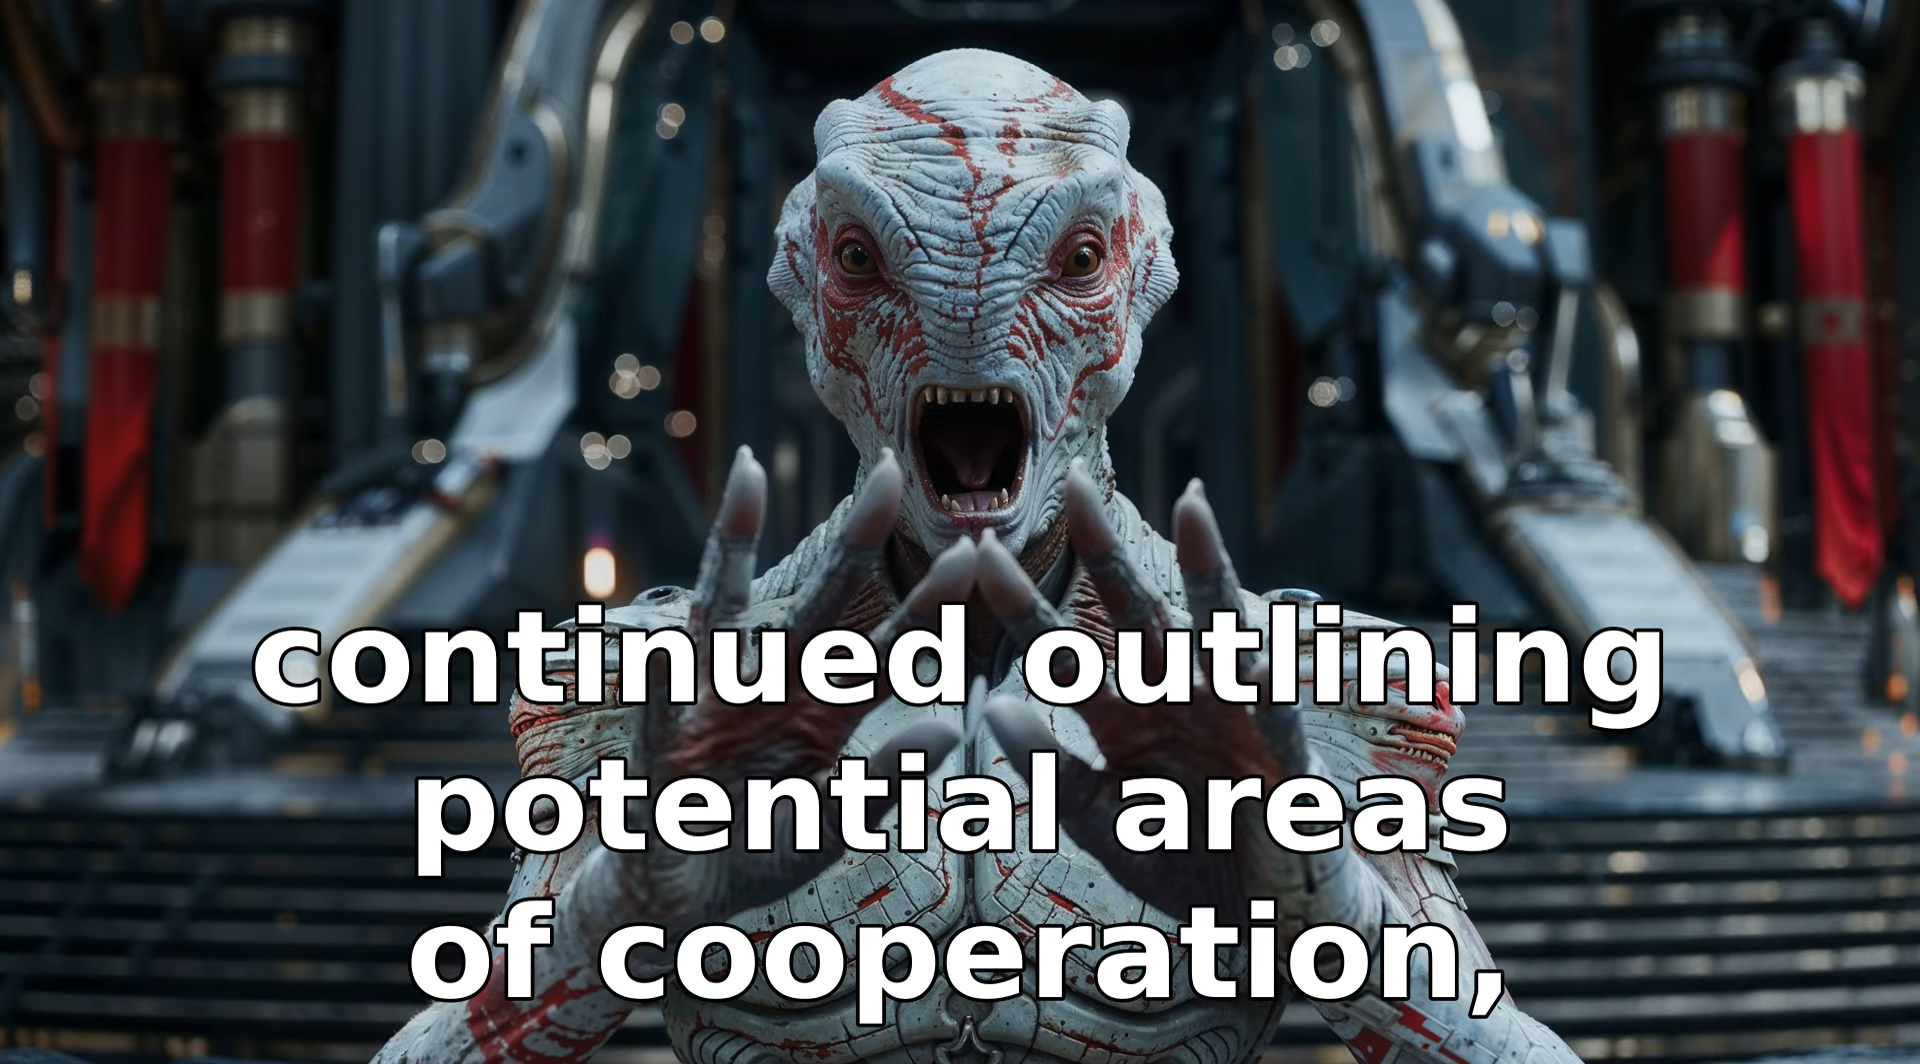 continued outlining
potential areas
of cooperation,